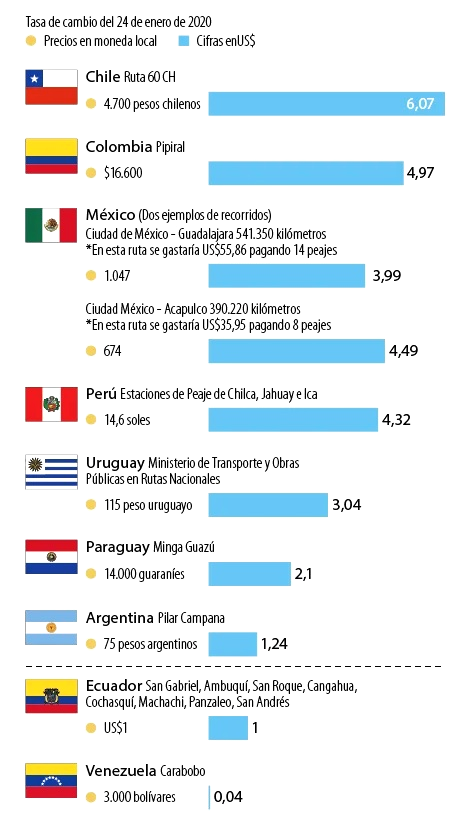 Tasa de cambio del 24 de enero de 2020
Precios en moneda local Cifras enUS$
Chile Ruta 60 CH
4.700 pesos chilenos 6,07
Colombia Pipiral
$16.600 4,97
México (Dos ejemplos de recorridos)
Ciudad de México - Guadalajara 541.350 kilómetros
*En esta ruta se gastaría US$55,86 pagando 14 peajes
1.047 3,99
Ciudad México - Acapulco 390.220 kilómetros
*En esta ruta se gastaría US$35,95 pagando 8 peajes
674 4,49
Perú Estaciones de Peaje de Chilca, Jahuay e Ica
14,6 soles 4,32
Uruguay Ministerio de Transporte y Obras
Públicas en Rutas Nacionales
115 peso uruguayo 3,04
Paraguay Minga Guazú
14.000 guaraníes 2,1
Argentina Pilar Campana
75 pesos argentinos 1,24
Ecuador San Gabriel, Ambuquí, San Roque, Cangahua,
Cochasquí, Machachi, Panzaleo, San Andrés
US$1 1
Venezuela Carabobo
3.000 bolívares 0,04